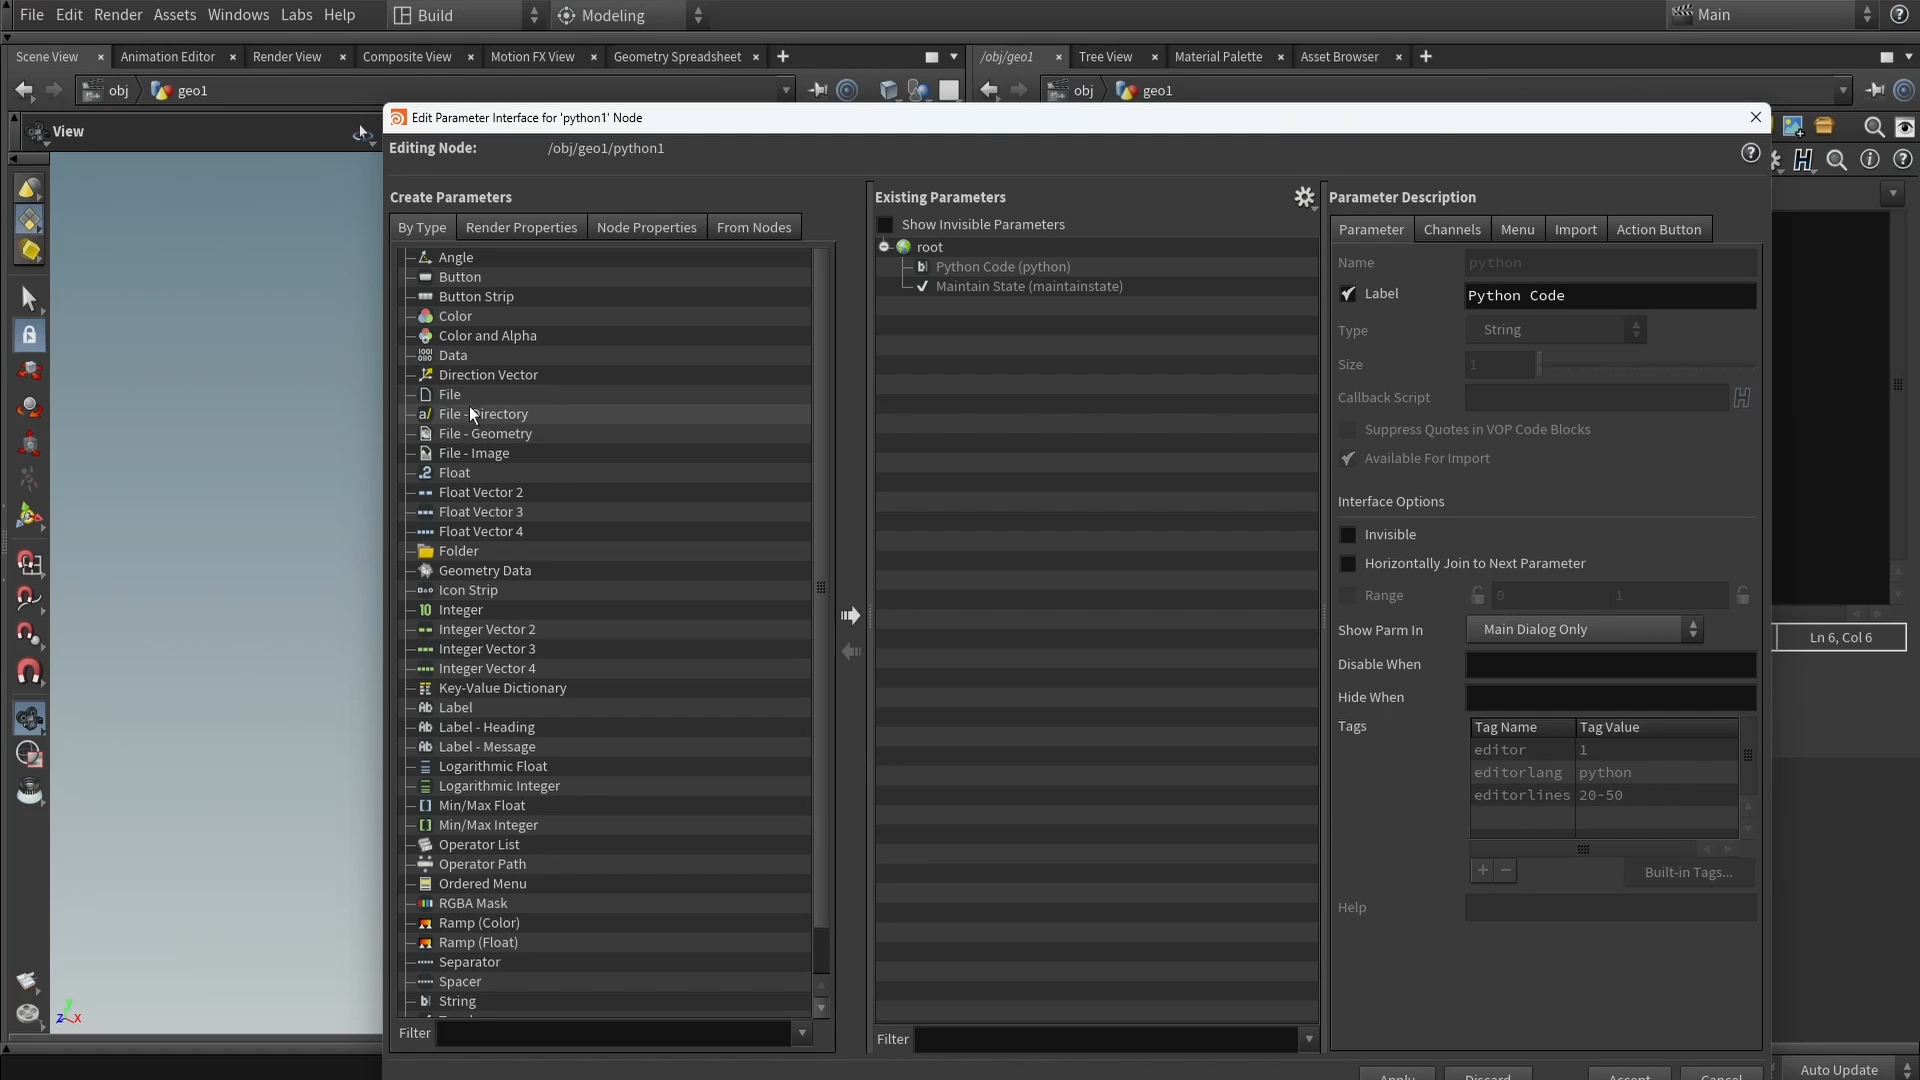 File Edit Render Assets Windows Labs Help Build Modeling Main
Scene View Animation Editor Render View Composite View Motion FX View Geometry Spreadsheet /obj/geo1 Tree View Material Palette Asset Browser
obj geo1 obj geo1
View
Edit Parameter Interface for 'python1' Node
Editing Node: /obj/geo1/python1
Create Parameters
By Type Render Properties Node Properties From Nodes
Angle
Button
Button Strip
Color
Color and Alpha
Data
Direction Vector
File
File - Directory
File - Geometry
File - Image
Float
Float Vector 2
Float Vector 3
Float Vector 4
Folder
Geometry Data
Icon Strip
Integer
Integer Vector 2
Integer Vector 3
Integer Vector 4
Key-Value Dictionary
Label
Label - Heading
Label - Message
Logarithmic Float
Logarithmic Integer
Min/Max Float
Min/Max Integer
Operator List
Operator Path
Ordered Menu
RGBA Mask
Ramp (Color)
Ramp (Float)
Separator
Spacer
String
Filter
Existing Parameters
Show Invisible Parameters
root
Python Code (python)
Maintain State (maintainstate)
Filter
Parameter Description
Parameter Channels Menu Import Action Button
Name python
Label Python Code
Type String
Size 1
Callback Script
Suppress Quotes in VOP Code Blocks
Available For Import
Interface Options
Invisible
Horizontally Join to Next Parameter
Range 0 1
Show Parm In Main Dialog Only
Disable When
Hide When
Tags Tag Name Tag Value
editor 1
editorlang python
editorlines 20-50
Built-in Tags...
Help
Apply Discard Accept Cancel
Ln 6, Col 6
Auto Update